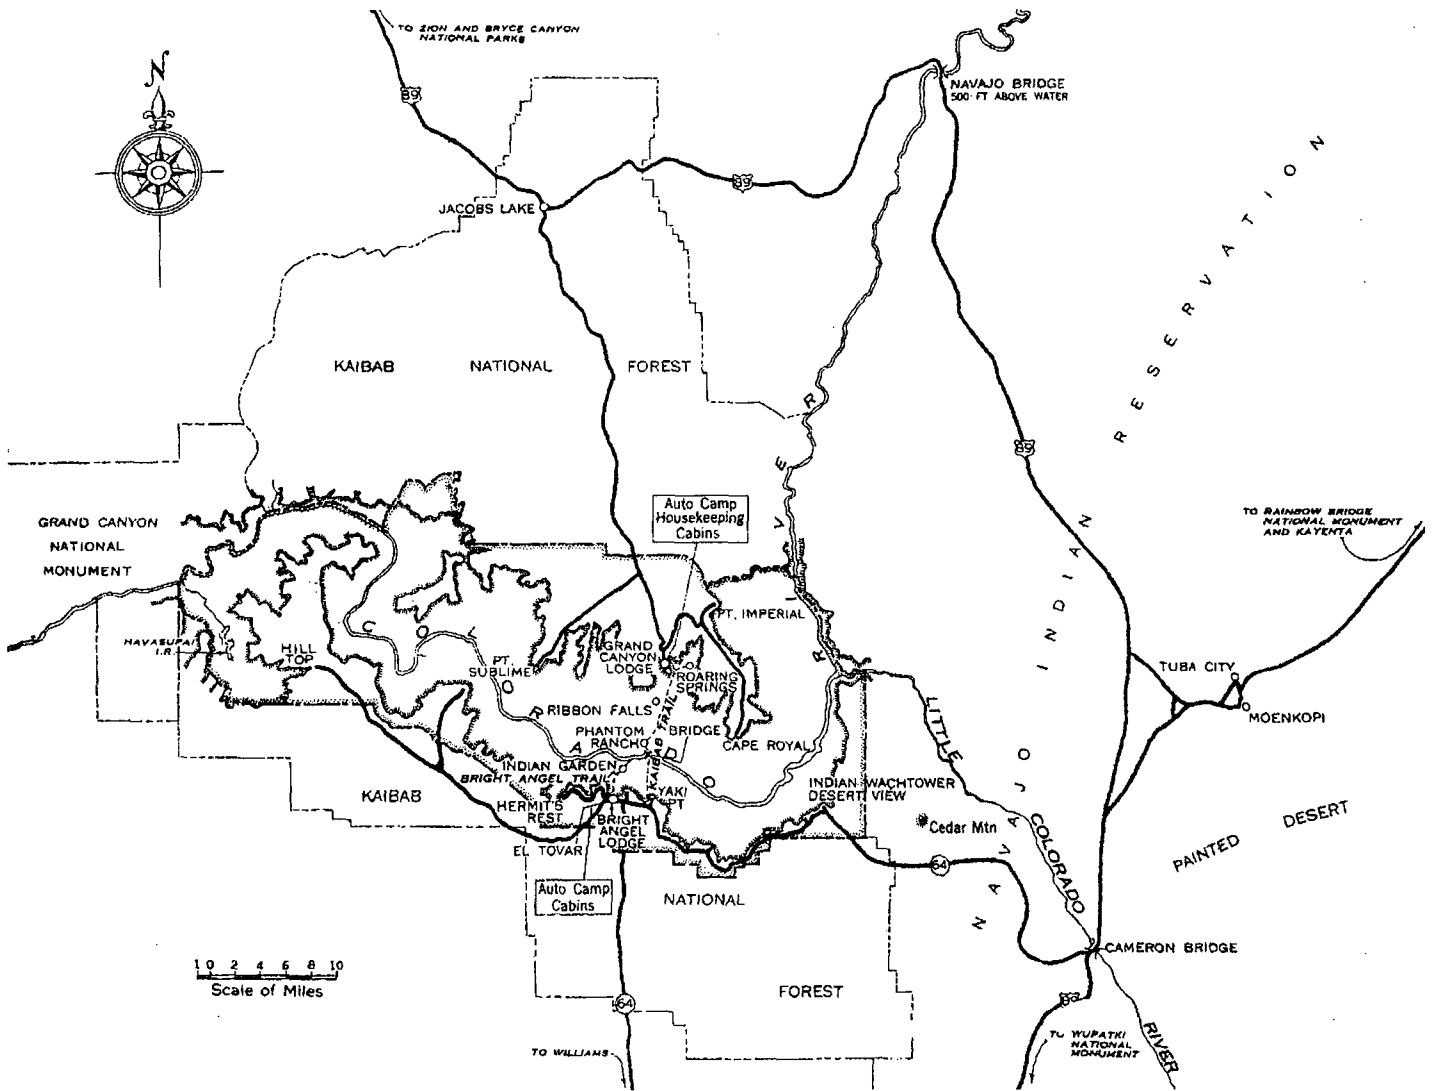 TO ZION AND BRYCE CANYON
NATIONAL PARKS
N
89
NAVAJO BRIDGE
500 FT ABOVE WATER
89
JACOBS LAKE
RESERVATION
KAIBAB NATIONAL FOREST
RIVER
89
Auto Camp
Housekeeping
Cabins
GRAND CANYON
NATIONAL
MONUMENT
TO RAINBOW BRIDGE
NATIONAL MONUMENT
AND KAYENTA
INDIAN
PT. IMPERIAL
HAVASUPAI
I.R.
HILL
TOP
COLORADO
PT.
SUBLIME
GRAND
CANYON
LODGE
ROARING
SPRINGS
TUBA CITY
MOENKOPI
RIBBON FALLS
KAIBAB TRAIL
PHANTOM
RANCH
BRIDGE
CAPE ROYAL
LITTLE
INDIAN GARDEN
BRIGHT ANGEL TRAIL
KAIBAB
HERMIT'S
REST
YAKI
PT
INDIAN WACHTOWER
DESERT VIEW
NAVAJO
Cedar Mtn
COLORADO
PAINTED DESERT
BRIGHT
ANGEL
LODGE
EL TOVAR
64
Auto Camp
Cabins
NATIONAL
CAMERON BRIDGE
1 0 2 4 6 8 10
Scale of Miles
FOREST
64
89
RIVER
TO WILLIAMS
TO WUPATKI
NATIONAL
MONUMENT